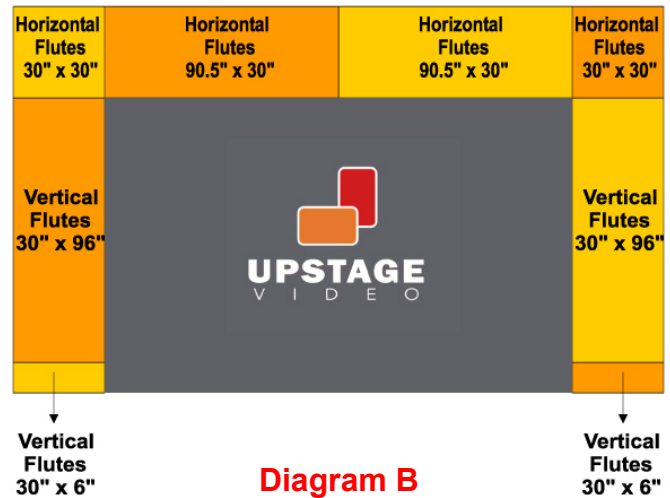 Horizontal
Flutes
30" x 30"
Horizontal
Flutes
90.5" x 30"
Horizontal
Flutes
90.5" x 30"
Horizontal
Flutes
30" x 30"
Vertical
Flutes
30" x 96"
UPSTAGE
VIDEO
Vertical
Flutes
30" x 96"
Vertical
Flutes
30" x 6"
Diagram B
Vertical
Flutes
30" x 6"